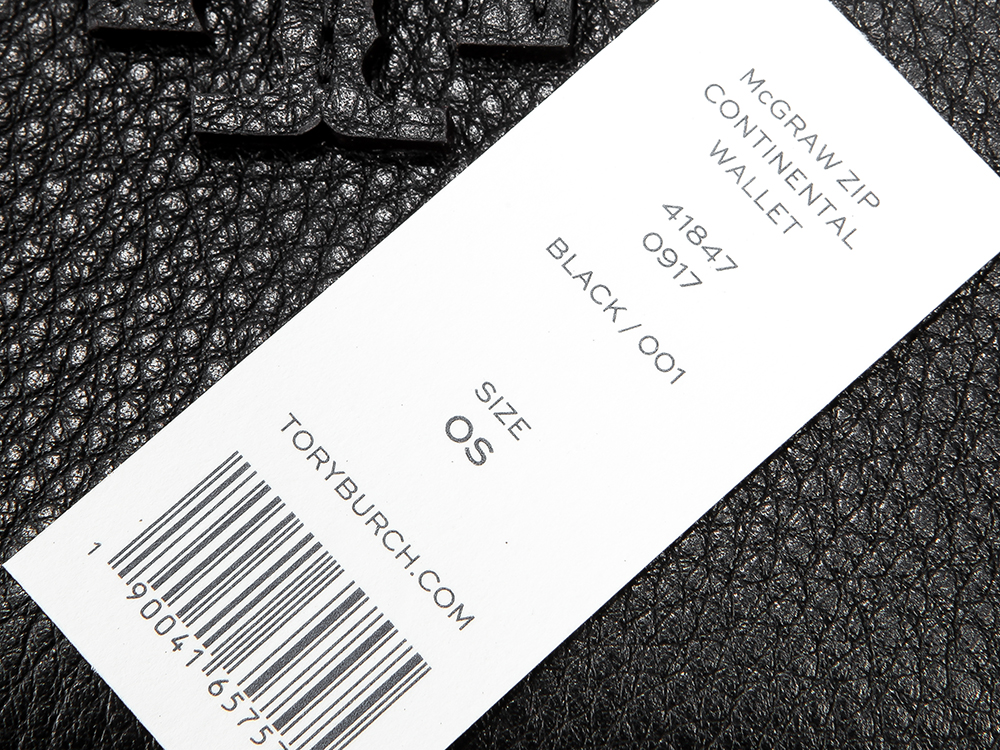 McGRAW ZIP
CONTINENTAL
WALLET
41847
0917
BLACK / 001
SIZE
OS
TORYBURCH.COM
1 90041 6575